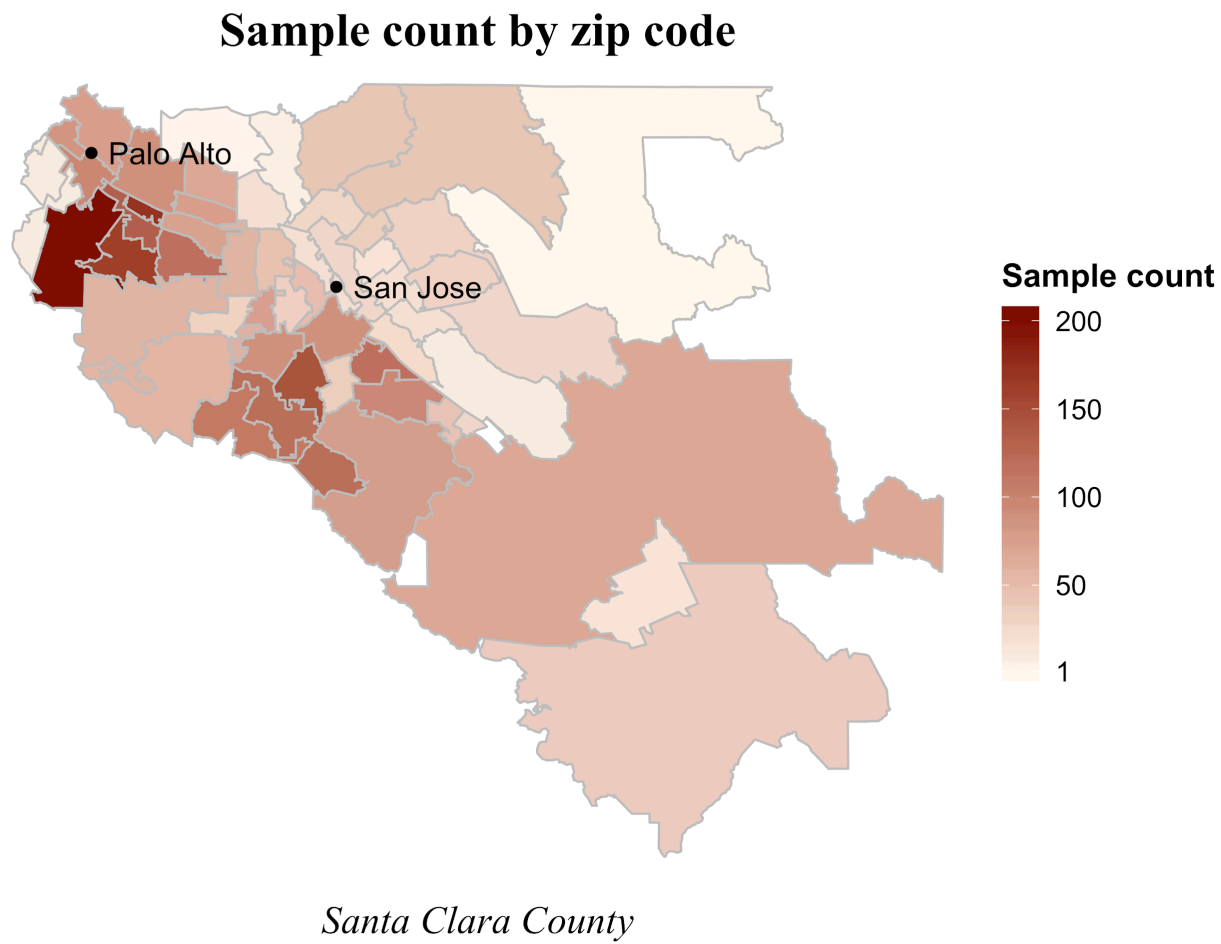 Sample count by zip code
Palo Alto
San Jose
Sample count
200
150
100
50
1
Santa Clara County